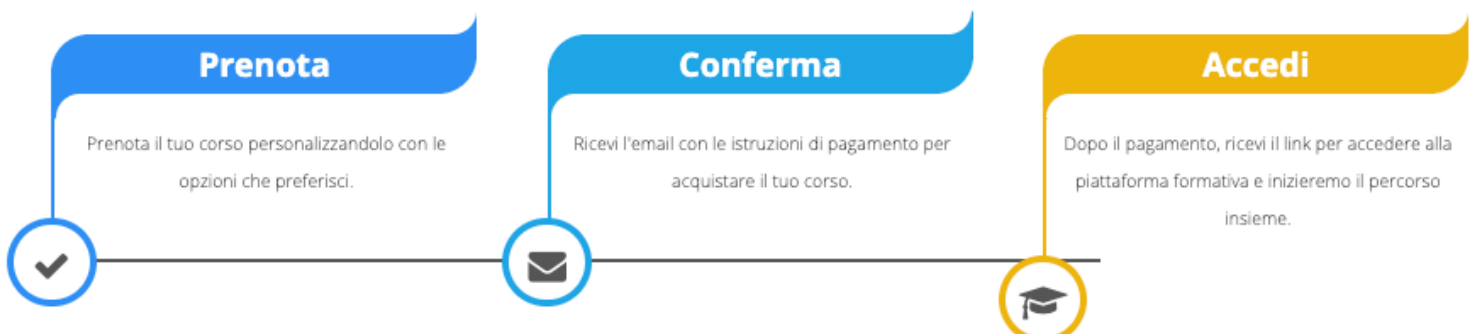 Prenota
Prenota il tuo corso personalizzandolo con le
opzioni che preferisci.
Conferma
Ricevi l'email con le istruzioni di pagamento per
acquistare il tuo corso.
Accedi
Dopo il pagamento, ricevi il link per accedere alla
piattaforma formativa e inizieremo il percorso
insieme.